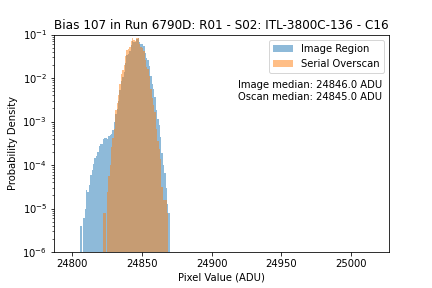 Bias 107 in Run 6790D: R01 - S02: ITL-3800C-136 - C16
Image Region
Serial Overscan
Image median: 24846.0 ADU
Oscan median: 24845.0 ADU
Probability Density
10⁻¹
10⁻²
10⁻³
10⁻⁴
10⁻⁵
10⁻⁶
24800 24850 24900 24950 25000
Pixel Value (ADU)